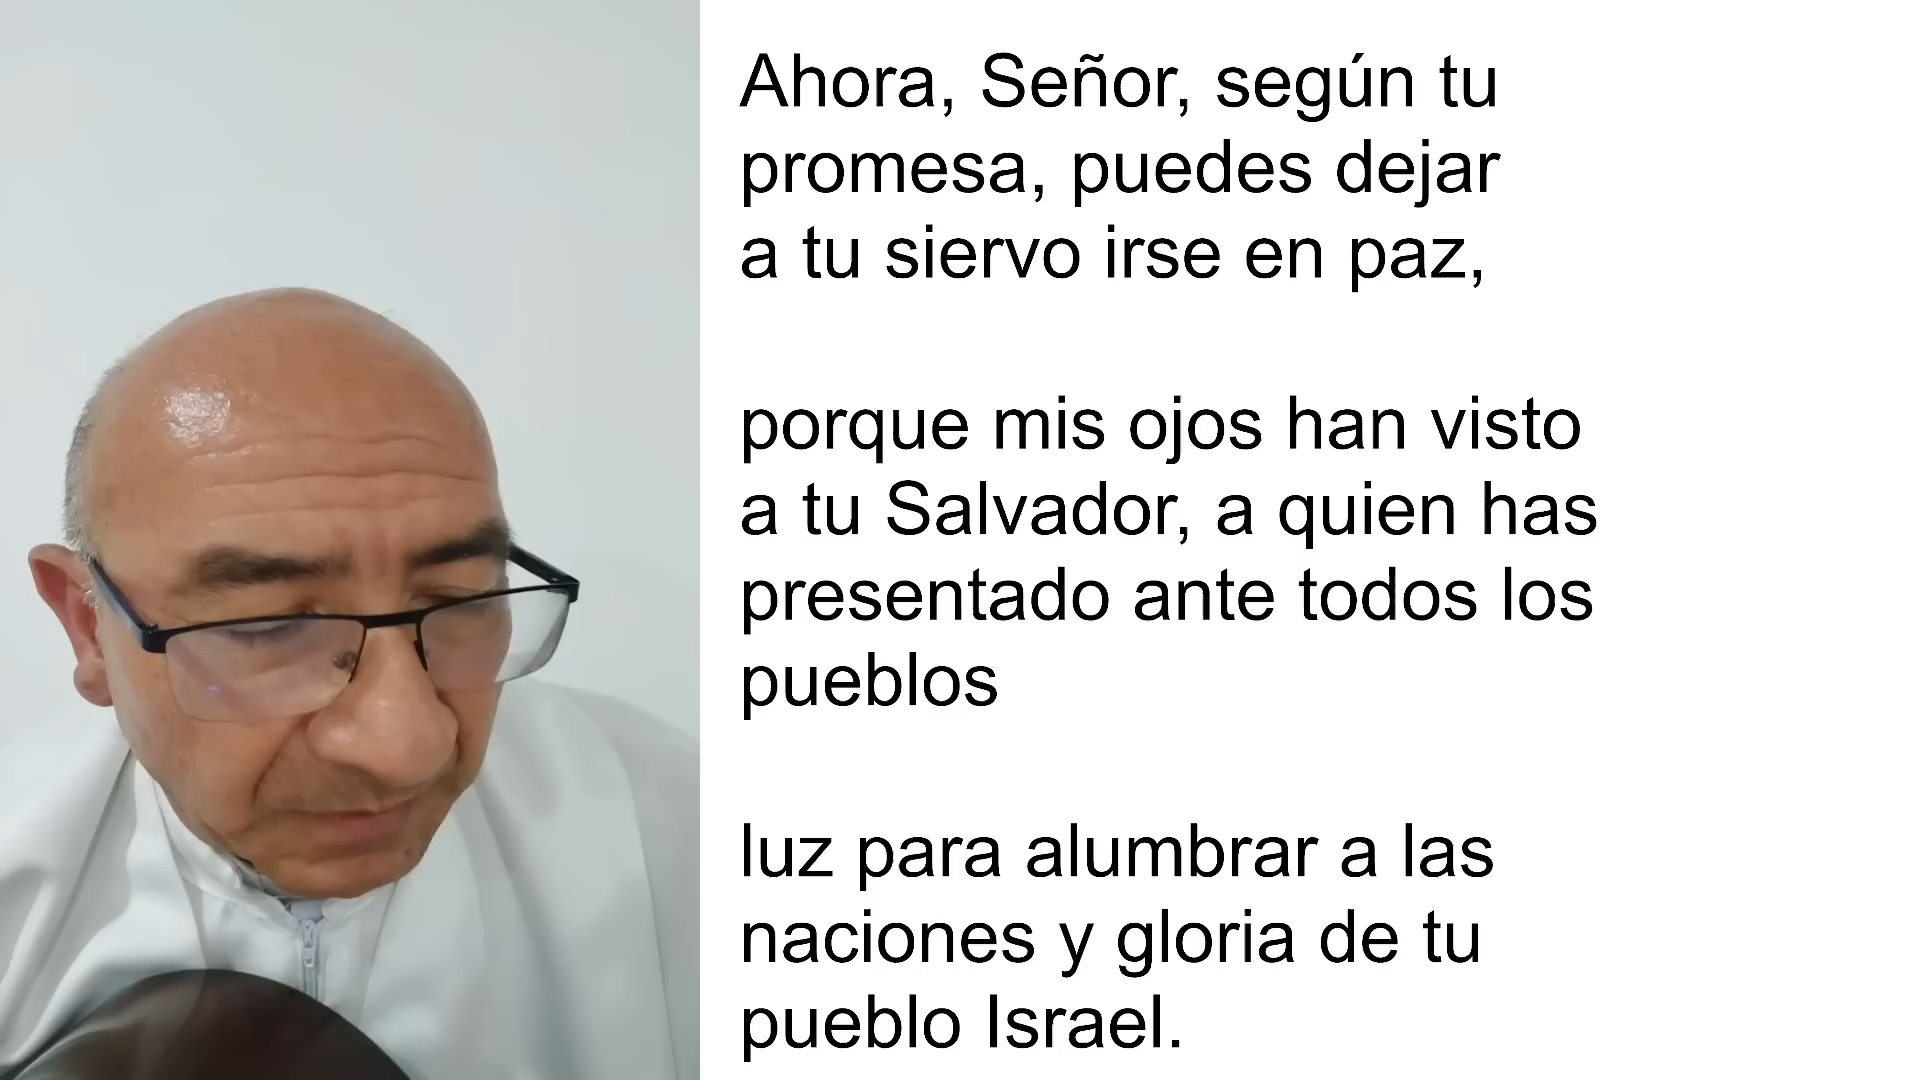 Ahora, Señor, según tu
promesa, puedes dejar
a tu siervo irse en paz,
porque mis ojos han visto
a tu Salvador, a quien has
presentado ante todos los
pueblos
luz para alumbrar a las
naciones y gloria de tu
pueblo Israel.